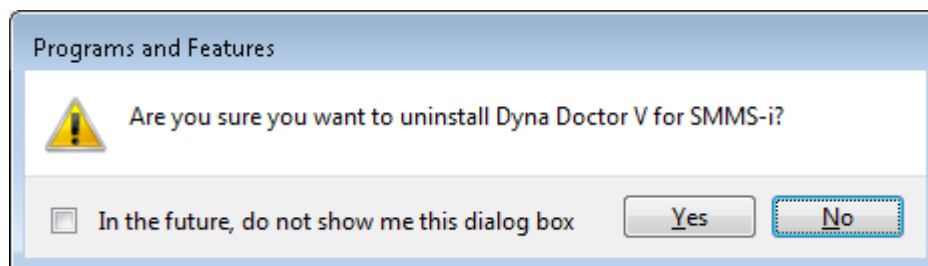 Programs and Features
Are you sure you want to uninstall Dyna Doctor V for SMMS-i?
In the future, do not show me this dialog box
Yes
No